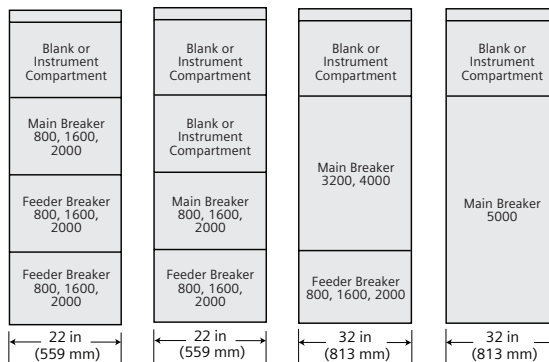 Blank or
Instrument
Compartment
Main Breaker
800, 1600,
2000
Feeder Breaker
800, 1600,
2000
Feeder Breaker
800, 1600,
2000
22 in
(559 mm)
Blank or
Instrument
Compartment
Blank or
Instrument
Compartment
Main Breaker
800, 1600,
2000
Feeder Breaker
800, 1600,
2000
22 in
(559 mm)
Blank or
Instrument
Compartment
Main Breaker
3200, 4000
Feeder Breaker
800, 1600, 2000
32 in
(813 mm)
Blank or
Instrument
Compartment
Main Breaker
5000
32 in
(813 mm)